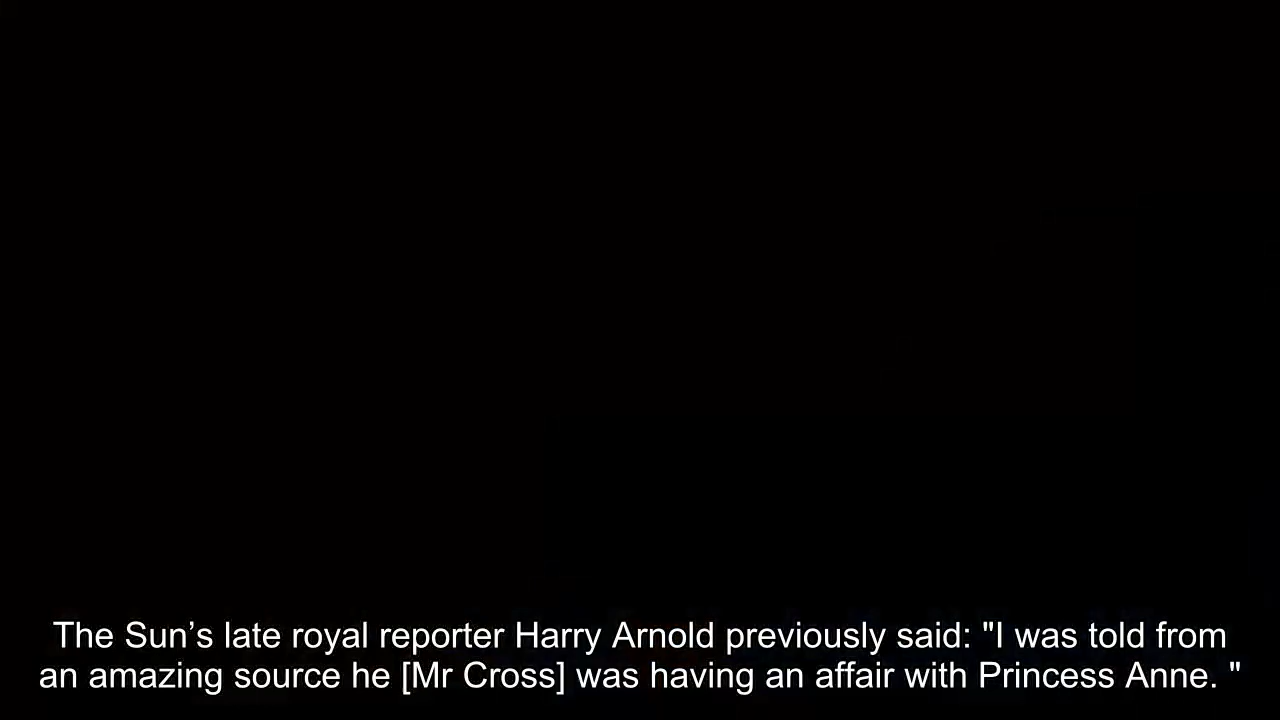 The Sun’s late royal reporter Harry Arnold previously said: "I was told from
an amazing source he [Mr Cross] was having an affair with Princess Anne. "